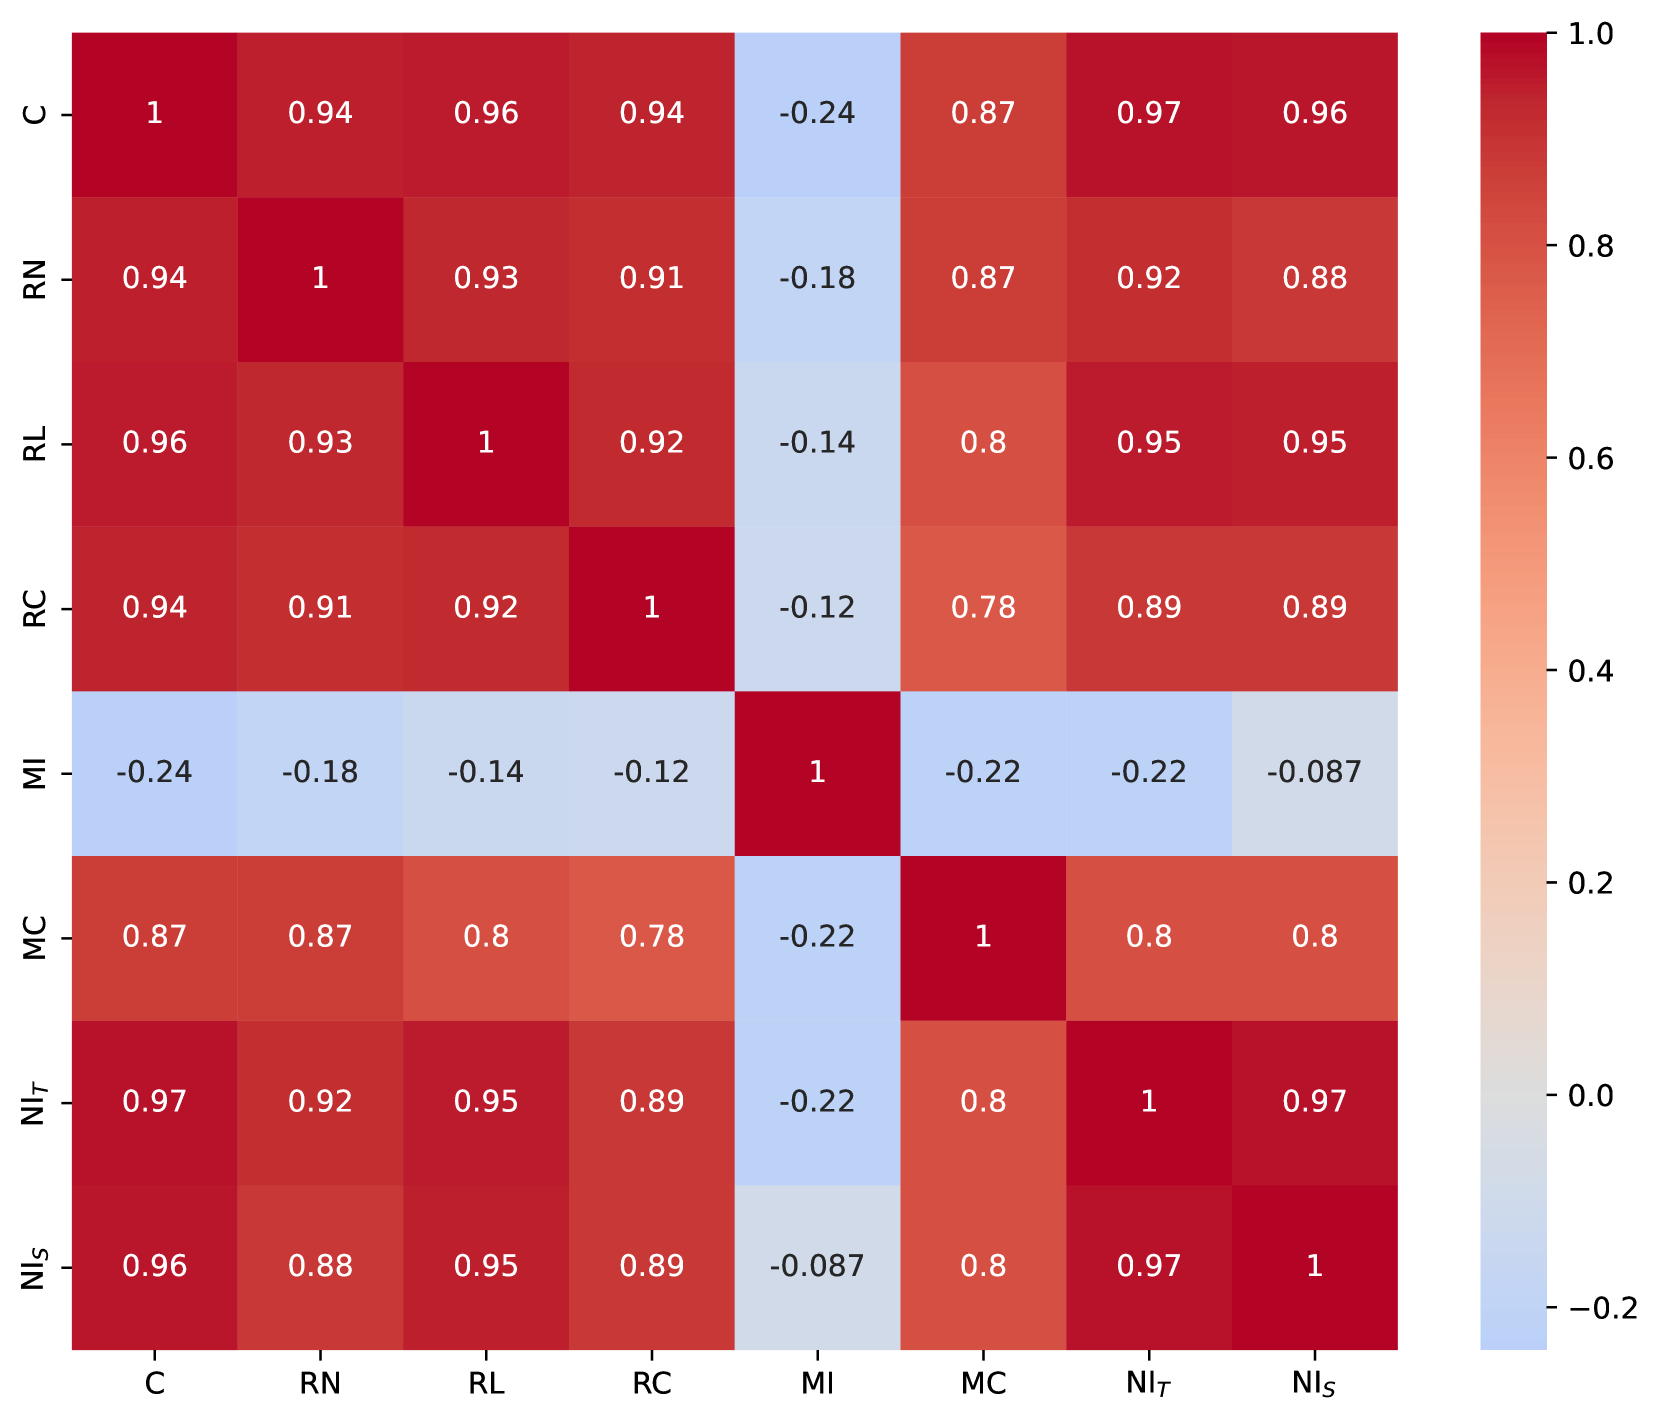 C 1 0.94 0.96 0.94 -0.24 0.87 0.97 0.96
RN 0.94 1 0.93 0.91 -0.18 0.87 0.92 0.88
RL 0.96 0.93 1 0.92 -0.14 0.8 0.95 0.95
RC 0.94 0.91 0.92 1 -0.12 0.78 0.89 0.89
MI -0.24 -0.18 -0.14 -0.12 1 -0.22 -0.22 -0.087
MC 0.87 0.87 0.8 0.78 -0.22 1 0.8 0.8
NI_T 0.97 0.92 0.95 0.89 -0.22 0.8 1 0.97
NI_S 0.96 0.88 0.95 0.89 -0.087 0.8 0.97 1
C RN RL RC MI MC NI_T NI_S
1.0
0.8
0.6
0.4
0.2
0.0
−0.2